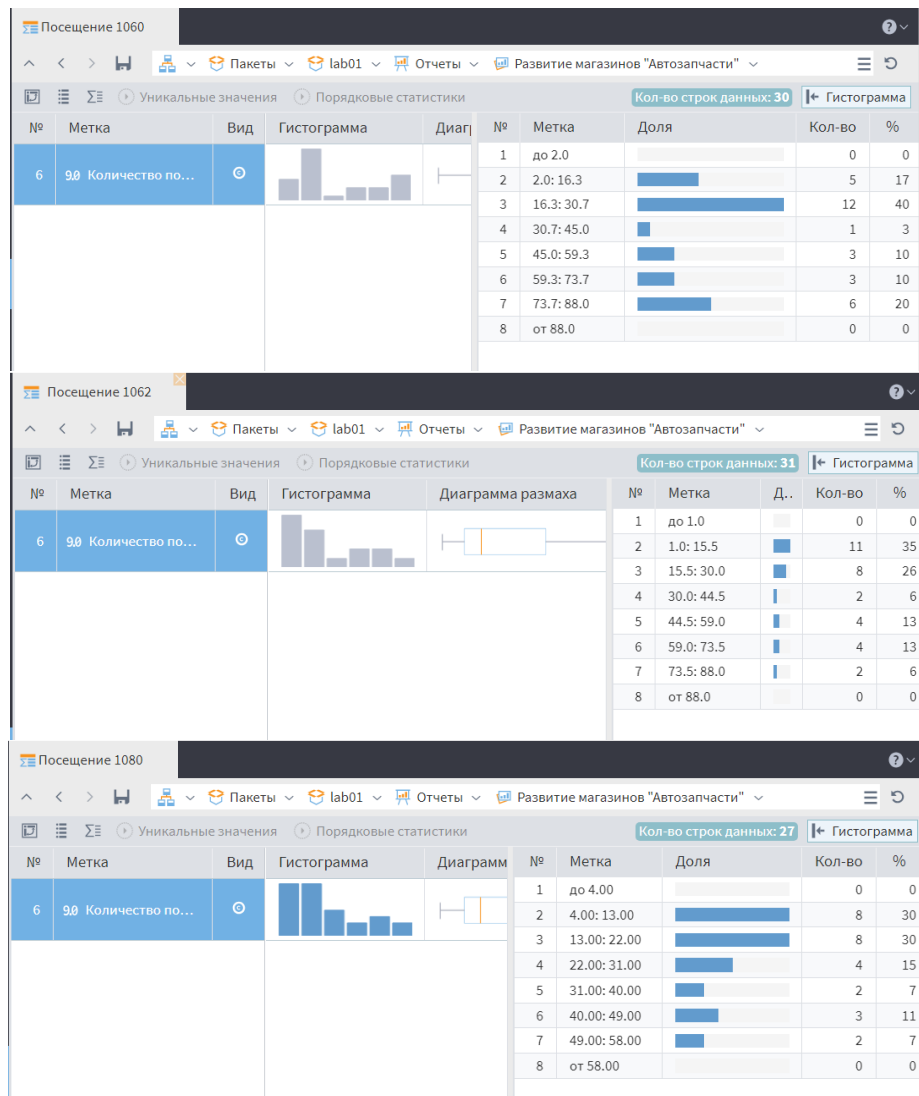 Посещение 1060
Пакеты lab01 Отчеты Развитие магазинов "Автозапчасти"
Уникальные значения Порядковые статистики Кол-во строк данных: 30 Гистограмма
№ Метка Вид Гистограмма Диаг № Метка Доля Кол-во %
1 до 2.0 0 0
6 9.0 Количество по... 2 2.0: 16.3 5 17
3 16.3: 30.7 12 40
4 30.7: 45.0 1 3
5 45.0: 59.3 3 10
6 59.3: 73.7 3 10
7 73.7: 88.0 6 20
8 от 88.0 0 0
Посещение 1062
Пакеты lab01 Отчеты Развитие магазинов "Автозапчасти"
Уникальные значения Порядковые статистики Кол-во строк данных: 31 Гистограмма
№ Метка Вид Гистограмма Диаграмма размаха № Метка Д.. Кол-во %
1 до 1.0 0 0
6 9.0 Количество по... 2 1.0: 15.5 11 35
3 15.5: 30.0 8 26
4 30.0: 44.5 2 6
5 44.5: 59.0 4 13
6 59.0: 73.5 4 13
7 73.5: 88.0 2 6
8 от 88.0 0 0
Посещение 1080
Пакеты lab01 Отчеты Развитие магазинов "Автозапчасти"
Уникальные значения Порядковые статистики Кол-во строк данных: 27 Гистограмма
№ Метка Вид Гистограмма Диаграмм № Метка Доля Кол-во %
1 до 4.00 0 0
6 9.0 Количество по... 2 4.00: 13.00 8 30
3 13.00: 22.00 8 30
4 22.00: 31.00 4 15
5 31.00: 40.00 2 7
6 40.00: 49.00 3 11
7 49.00: 58.00 2 7
8 от 58.00 0 0